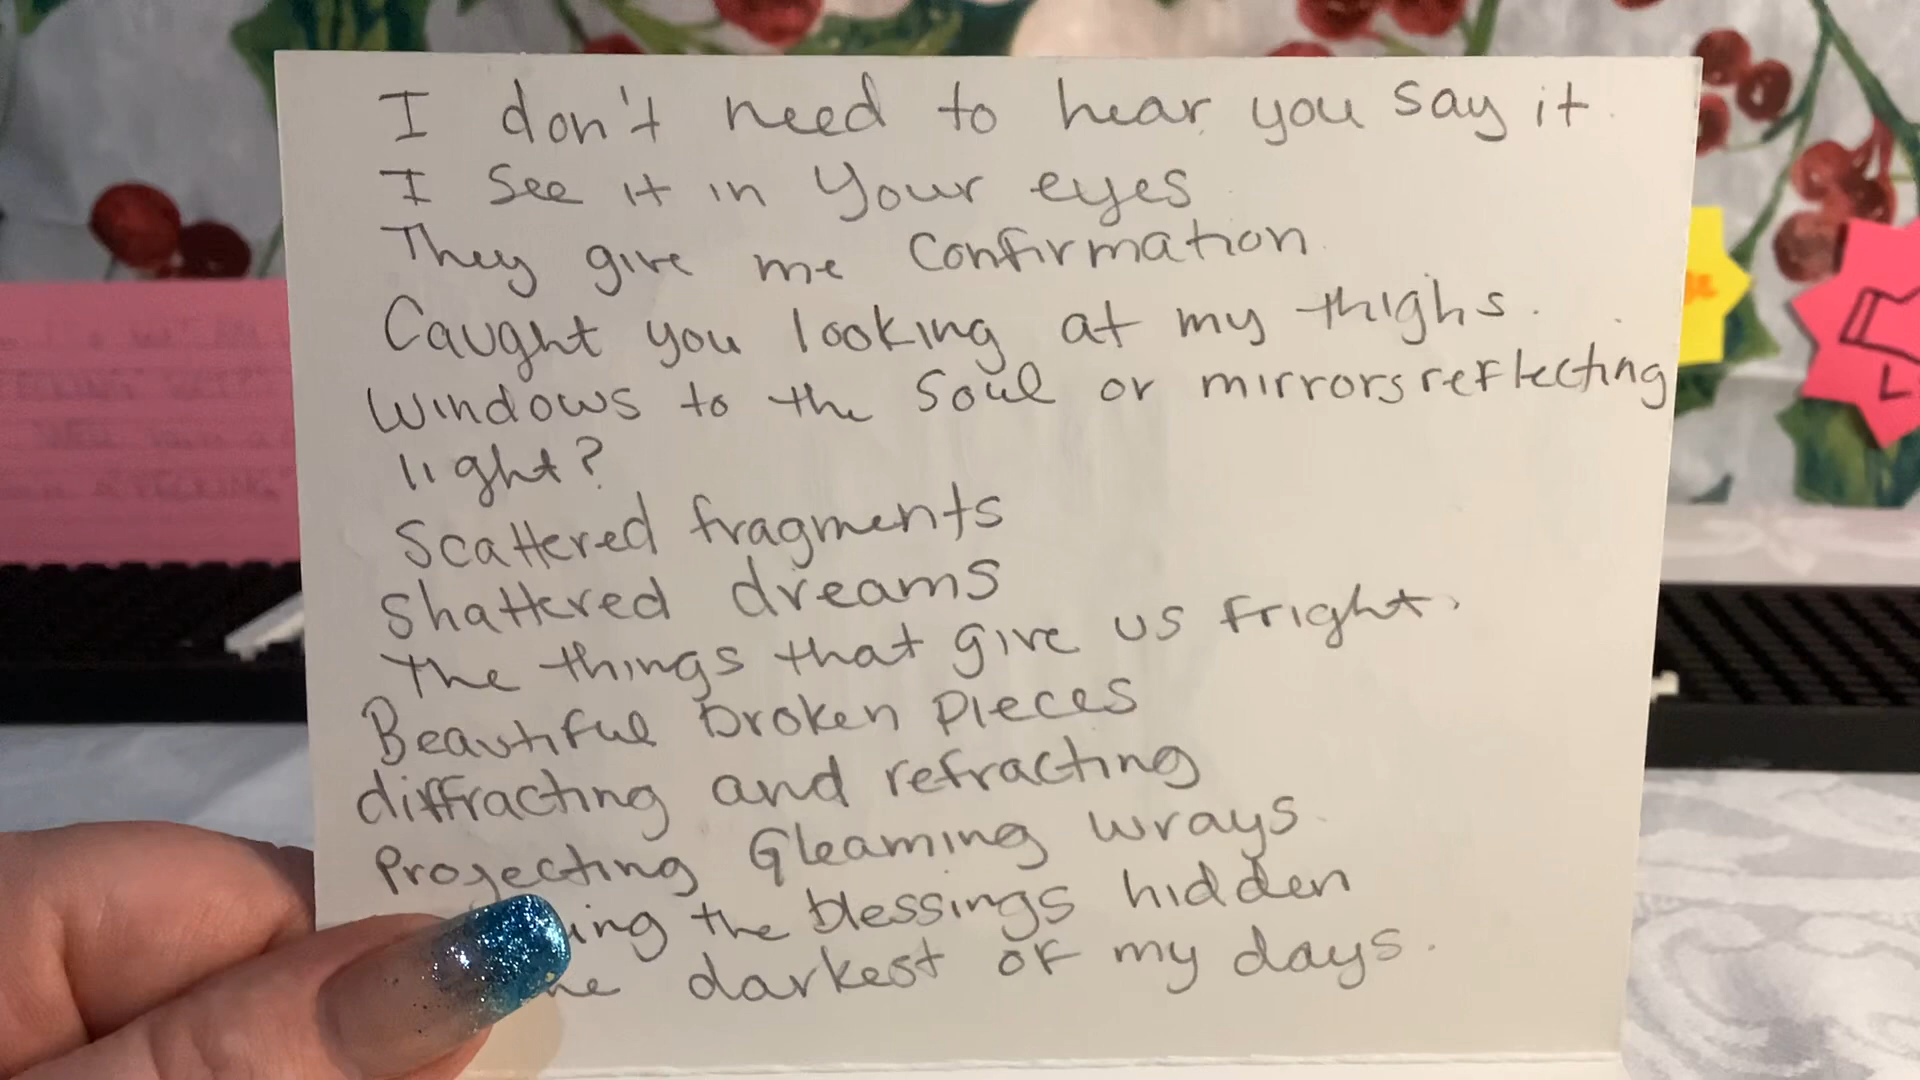 I don't need to hear you say it.
I see it in your eyes
They give me confirmation.
Caught you looking at my thighs.
Windows to the soul or mirrors reflecting
light?
Scattered fragments
shattered dreams
The things that give us fright.
Beautiful broken pieces
diffracting and refracting
Projecting Gleaming wrays.
the blessings hidden
darkest of my days.